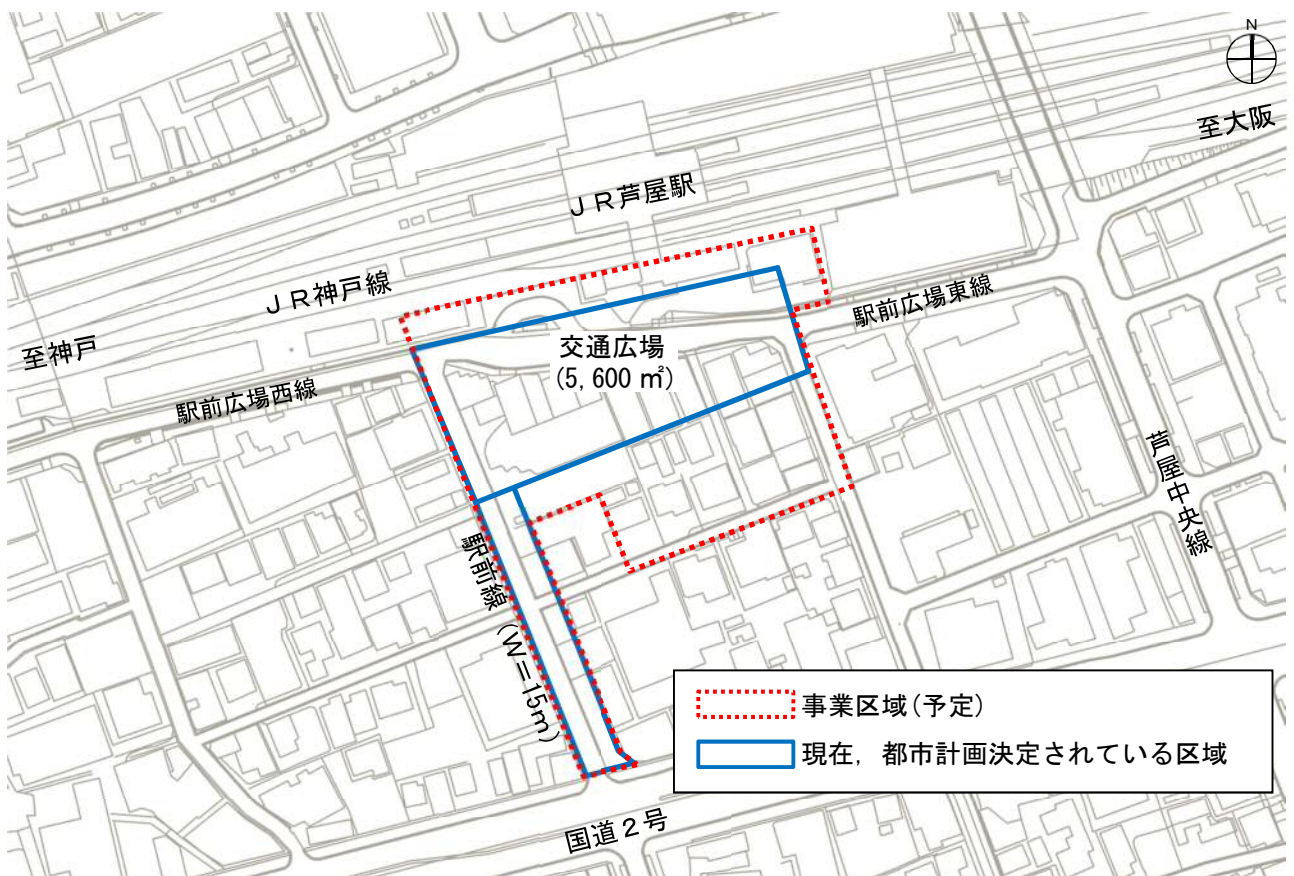 N
至大阪
ＪＲ芦屋駅
ＪＲ神戸線
駅前広場東線
至神戸
交通広場
(5,600 ㎡)
駅前広場西線
芦屋中央線
駅前線（Ｗ＝15ｍ）
事業区域(予定)
現在，都市計画決定されている区域
国道２号